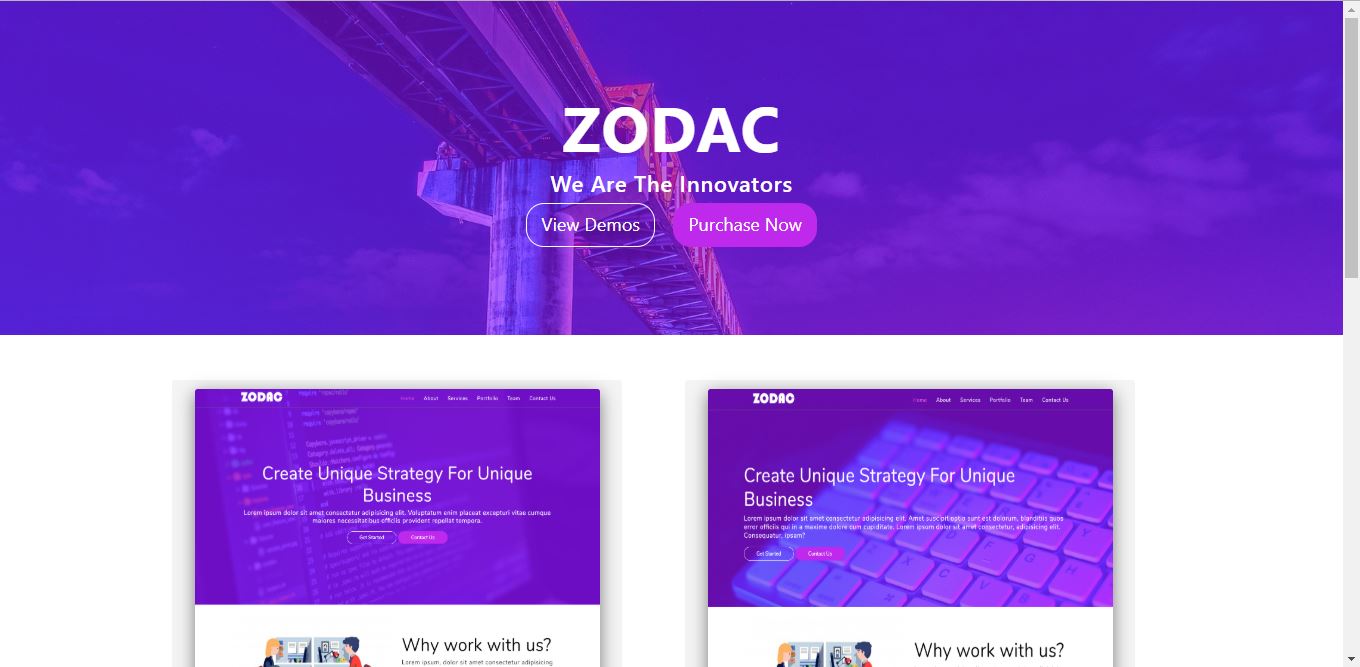 ZODAC
We Are The Innovators
View Demos
Purchase Now
ZODAC
Home
About
Services
Portfolio
Team
Contact Us
Create Unique Strategy For Unique
Business
Lorem ipsum dolor sit amet consectetur adipisicing elit. Voluptatum enim placeat excepturi vitae cumque
maiores necessitatibus officiis provident repellat tempora.
Get Started
Contact Us
Why work with us?
Lorem ipsum, dolor sit amet consectetur adipisicing
ZODAC
Home
About
Services
Portfolio
Team
Contact Us
Create Unique Strategy For Unique
Business
Lorem ipsum dolor sit amet consectetur adipisicing elit. Amet suscipit optio sunt est dolorum, blanditiis quos
error officiis qui in a maxime dolore cum cupiditate. Lorem ipsum dolor sit amet consectetur, adipisicing elit.
Consequatur, ipsam?
Get Started
Contact Us
Why work with us?